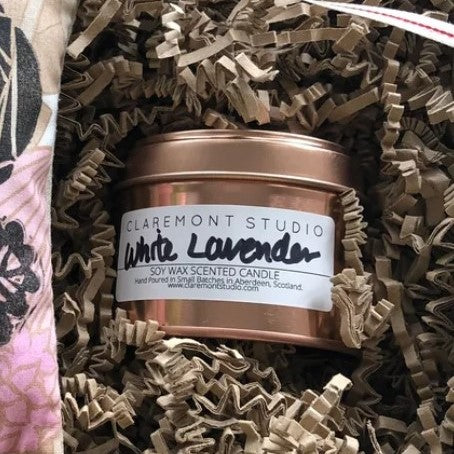 CLAREMONT STUDIO
White Lavender
SOY WAX SCENTED CANDLE
Hand Poured in Small Batches in Aberdeen, Scotland.
www.claremontstudio.com